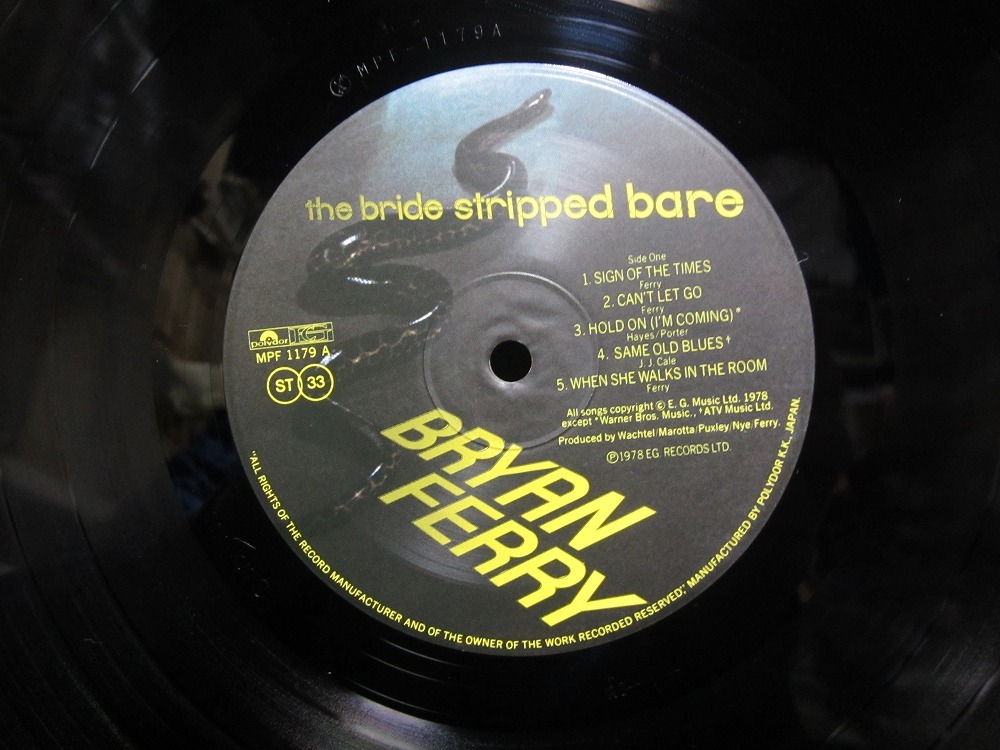 MPF-1179A
the bride stripped bare
Side One
1. SIGN OF THE TIMES
Ferry
2. CAN'T LET GO
Ferry
3. HOLD ON (I'M COMING)*
Hayes/Porter
4. SAME OLD BLUES†
J. J. Cale
5. WHEN SHE WALKS IN THE ROOM
Ferry
All songs copyright © E. G. Music Ltd. 1978
except *Warner Bros. Music., †ATV Music Ltd.
Produced by Wachtel/Marotta/Puxley/Nye/Ferry.
℗1978 EG. RECORDS LTD.
polydor EG
MPF 1179 A
ST 33
BRYAN
FERRY
"ALL RIGHTS OF THE RECORD MANUFACTURER AND OF THE OWNER OF THE WORK RECORDED RESERVED", MANUFACTURED BY POLYDOR K.K., JAPAN.